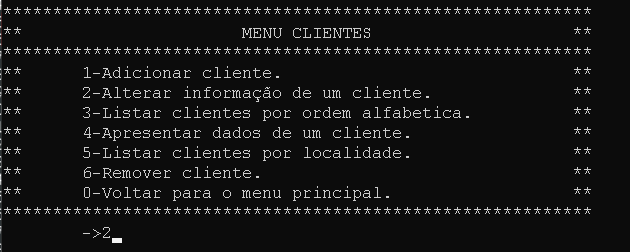 ***********************************************************
** MENU CLIENTES **
***********************************************************
** 1-Adicionar cliente. **
** 2-Alterar informação de um cliente. **
** 3-Listar clientes por ordem alfabetica. **
** 4-Apresentar dados de um cliente. **
** 5-Listar clientes por localidade. **
** 6-Remover cliente. **
** 0-Voltar para o menu principal. **
***********************************************************
->2_